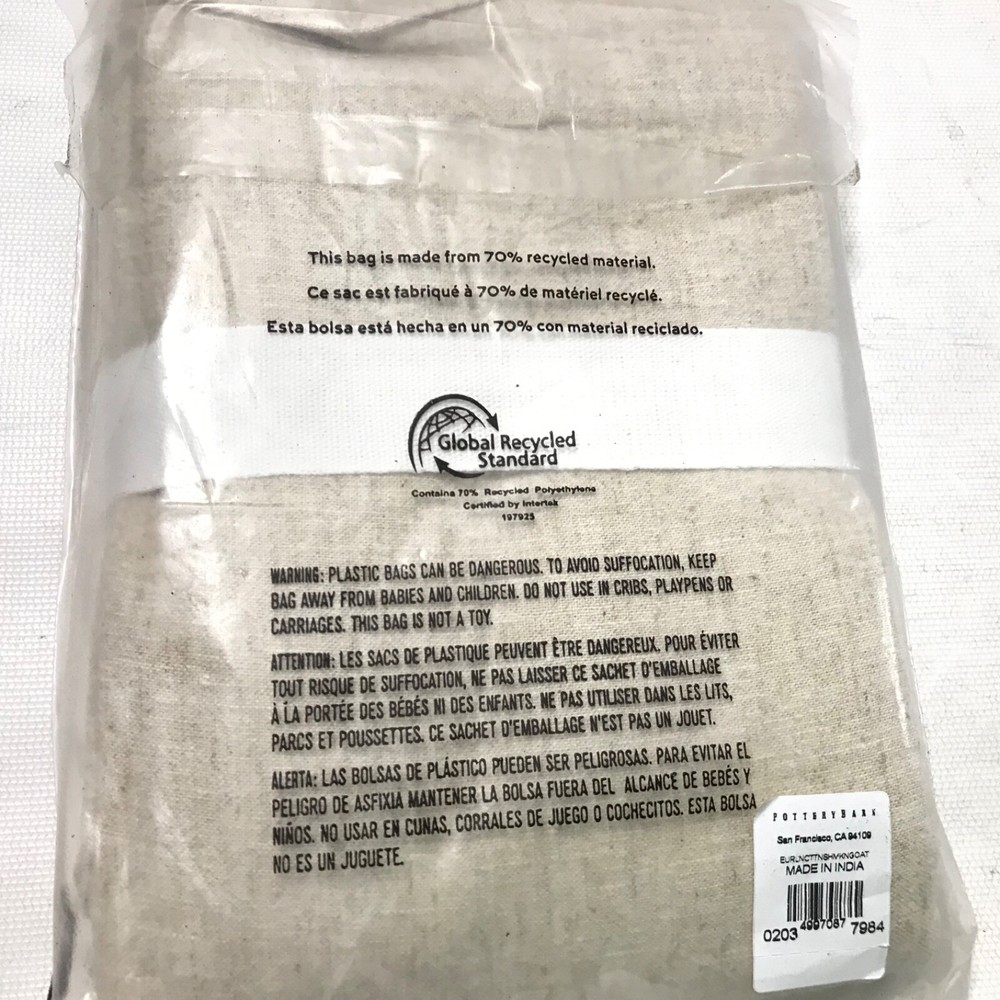 This bag is made from 70% recycled material.
Ce sac est fabriqué à 70% de matériel recyclé.
Esta bolsa está hecha en un 70% con material reciclado.
Global Recycled
Standard
Contains 70% Recycled Polyethylene
Certified by Intertek
197925
WARNING: PLASTIC BAGS CAN BE DANGEROUS. TO AVOID SUFFOCATION, KEEP
BAG AWAY FROM BABIES AND CHILDREN. DO NOT USE IN CRIBS, PLAYPENS OR
CARRIAGES. THIS BAG IS NOT A TOY.
ATTENTION: LES SACS DE PLASTIQUE PEUVENT ÊTRE DANGEREUX. POUR ÉVITER
TOUT RISQUE DE SUFFOCATION, NE PAS LAISSER CE SACHET D'EMBALLAGE
À LA PORTÉE DES BÉBÉS NI DES ENFANTS. NE PAS UTILISER DANS LES LITS,
PARCS ET POUSSETTES. CE SACHET D'EMBALLAGE N'EST PAS UN JOUET.
ALERTA: LAS BOLSAS DE PLÁSTICO PUEDEN SER PELIGROSAS. PARA EVITAR EL
PELIGRO DE ASFIXIA MANTENER LA BOLSA FUERA DEL ALCANCE DE BEBÉS Y
NIÑOS. NO USAR EN CUNAS, CORRALES DE JUEGO O COCHECITOS. ESTA BOLSA
NO ES UN JUGUETE.
POTTERY BARN
San Francisco, CA 94109
MADE IN INDIA
0203 4997087 7984